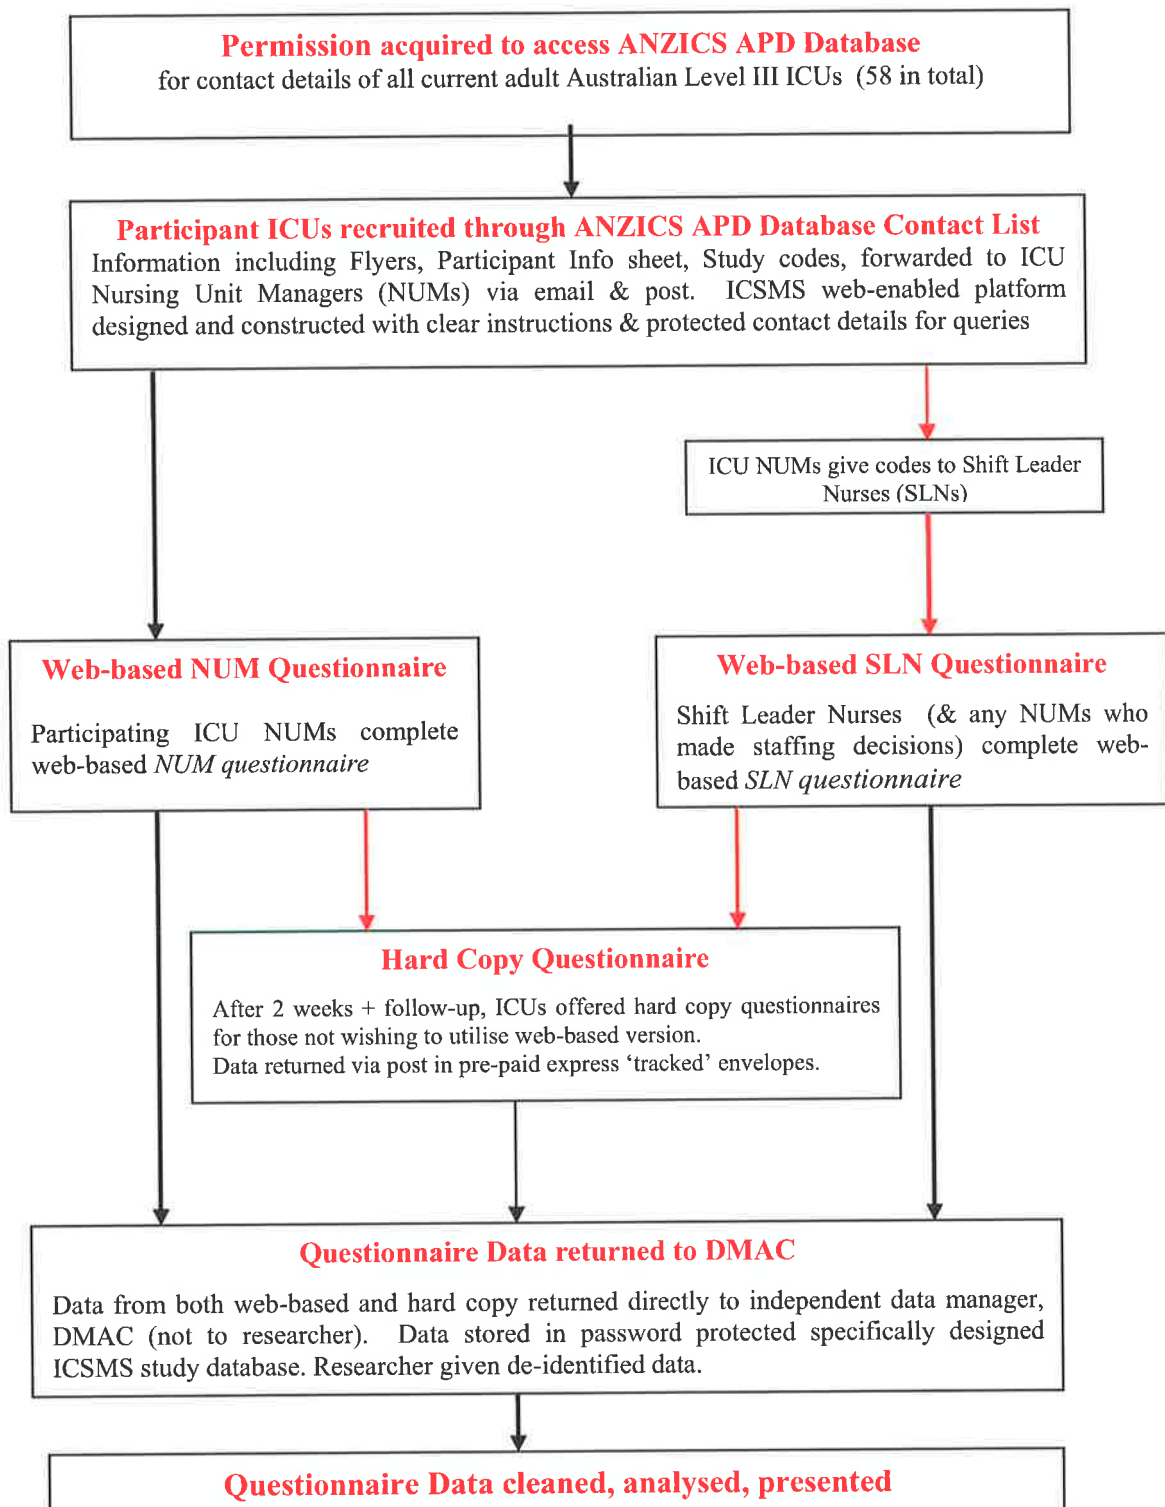 Permission acquired to access ANZICS APD Database
for contact details of all current adult Australian Level III ICUs (58 in total)
Participant ICUs recruited through ANZICS APD Database Contact List
Information including Flyers, Participant Info sheet, Study codes, forwarded to ICU
Nursing Unit Managers (NUMs) via email & post. ICSMS web-enabled platform
designed and constructed with clear instructions & protected contact details for queries
ICU NUMs give codes to Shift Leader
Nurses (SLNs)
Web-based NUM Questionnaire
Participating ICU NUMs complete
web-based NUM questionnaire
Web-based SLN Questionnaire
Shift Leader Nurses (& any NUMs who
made staffing decisions) complete web-
based SLN questionnaire
Hard Copy Questionnaire
After 2 weeks + follow-up, ICUs offered hard copy questionnaires
for those not wishing to utilise web-based version.
Data returned via post in pre-paid express ‘tracked’ envelopes.
Questionnaire Data returned to DMAC
Data from both web-based and hard copy returned directly to independent data manager,
DMAC (not to researcher). Data stored in password protected specifically designed
ICSMS study database. Researcher given de-identified data.
Questionnaire Data cleaned, analysed, presented